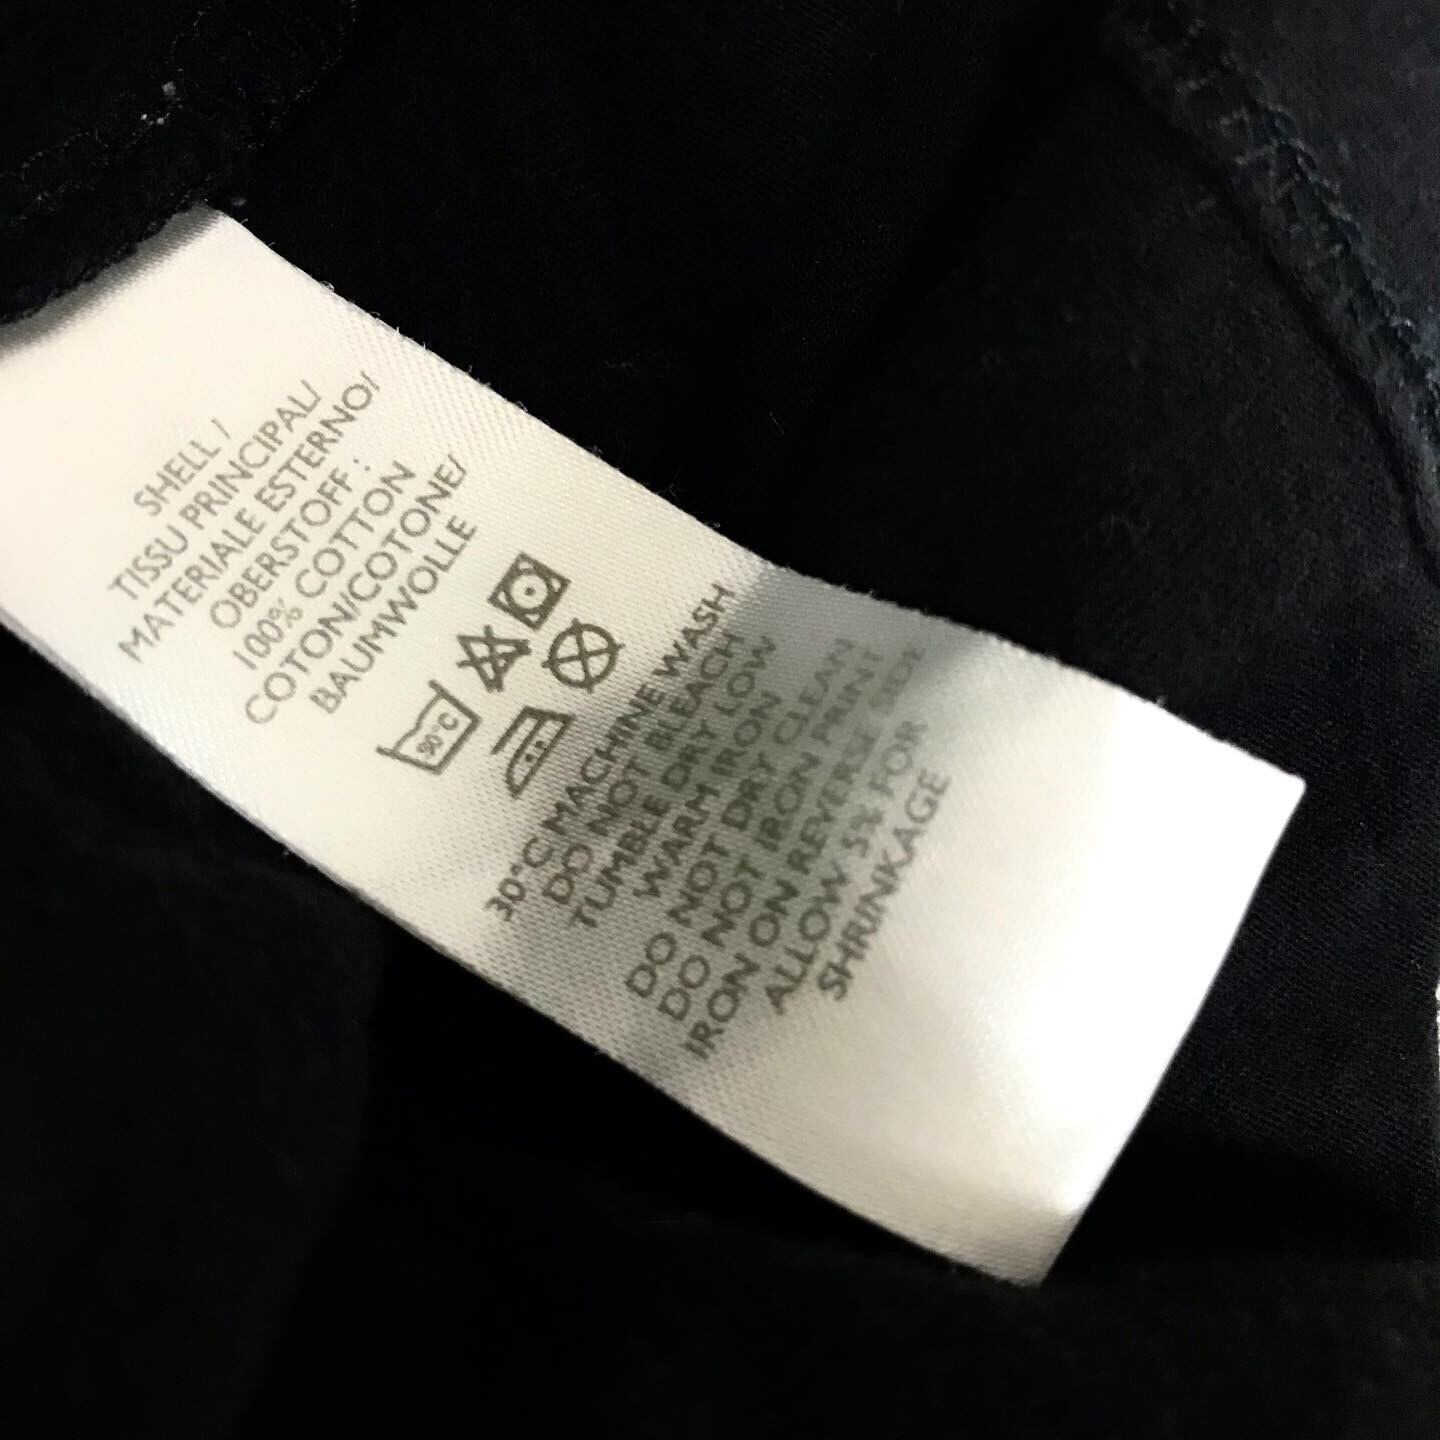 SHELL /
TISSU PRINCIPAL/
MATERIALE ESTERNO/
OBERSTOFF :
100% COTTON
COTON/COTONE/
BAUMWOLLE
90°C
30°C MACHINE WASH
DO NOT BLEACH
TUMBLE DRY LOW
WARM IRON
DO NOT DRY CLEAN
DO NOT IRON PRINT
IRON ON REVERSE SIDE
ALLOW 5% FOR
SHRINKAGE